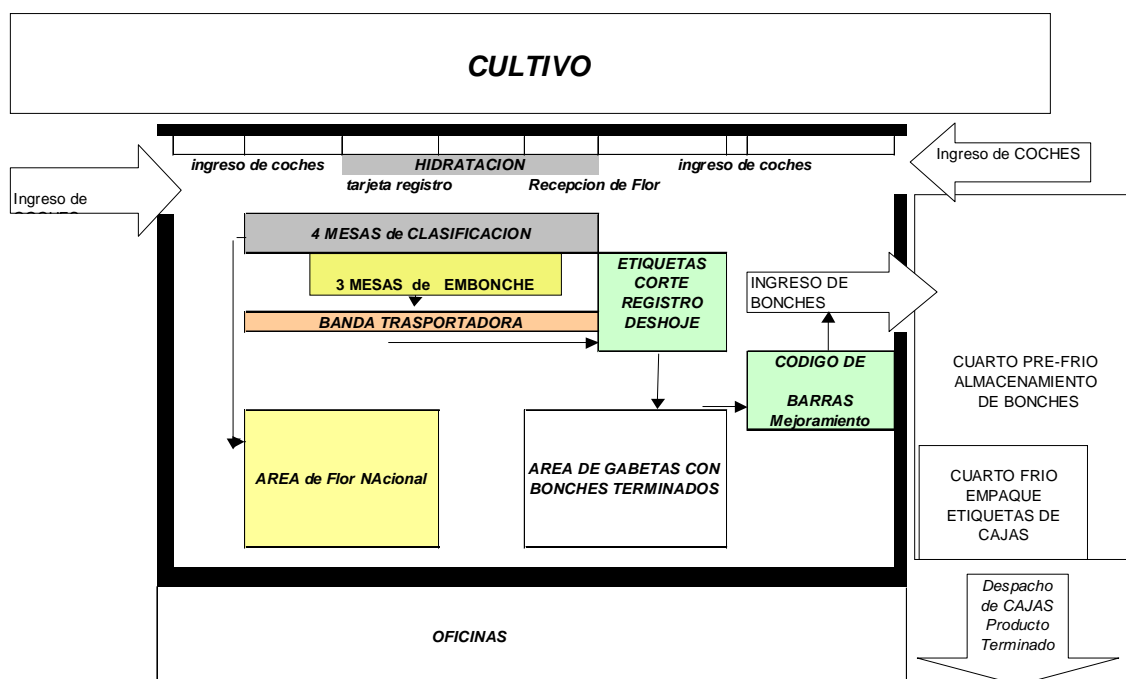 CULTIVO
ingreso de coches
HIDRATACION
ingreso de coches
tarjeta registro
Recepcion de Flor
Ingreso de
Ingreso de COCHES
4 MESAS de CLASIFICACION
3 MESAS de EMBONCHE
BANDA TRASPORTADORA
ETIQUETAS
CORTE
REGISTRO
DESHOJE
INGRESO DE
BONCHES
CODIGO DE
BARRAS
Mejoramiento
CUARTO PRE-FRIO
ALMACENAMIENTO
DE BONCHES
AREA de Flor NAcional
AREA DE GABETAS CON
BONCHES TERMINADOS
CUARTO FRIO
EMPAQUE
ETIQUETAS DE
CAJAS
OFICINAS
Despacho
de CAJAS
Producto
Terminado